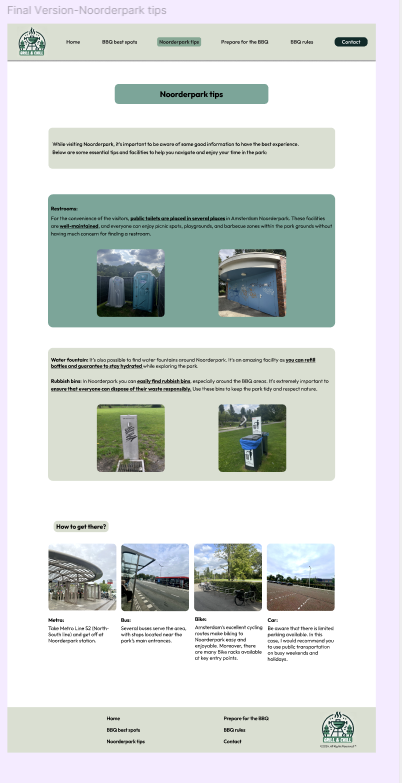 Final Version-Noorderpark tips
GRILL & CHILL
Home BBQ best spots Noorderpark tips Prepare for the BBQ BBQ rules Contact
Noorderpark tips
While visiting Noorderpark, it's important to be aware of some good information to have the best experience.
Below are some essential tips and facilities to help you navigate and enjoy your time in the park:
Restrooms:
For the convenience of the visitors, public toilets are placed in several places in Amsterdam Noorderpark. These facilities
are well-maintained, and everyone can enjoy picnic spots, playgrounds, and barbecue zones within the park grounds without
having much concern for finding a restroom.
Water fountain: It's also possible to find water fountains around Noorderpark. It's an amazing facility as you can refill
bottles and guarantee to stay hydrated while exploring the park.
Rubbish bins: In Noorderpark you can easily find rubbish bins, especially around the BBQ areas. It's extremely important to
ensure that everyone can dispose of their waste responsibly. Use these bins to keep the park tidy and respect nature.
How to get there?
Metro:
Take Metro Line 52 (North-
South line) and get off at
Noorderpark station.
Bus:
Several buses serve the area,
with stops located near the
park's main entrances.
Bike:
Amsterdam's excellent cycling
routes make biking to
Noorderpark easy and
enjoyable. Moreover, there
are many Bike racks available
at key entry points.
Car:
Be aware that there is limited
parking available. In this
case, I would recommend you
to use public transportation
on busy weekends and
holidays.
Home
BBQ best spots
Noorderpark tips
Prepare for the BBQ
BBQ rules
Contact
GRILL & CHILL
©2024. All Rights Reserved™